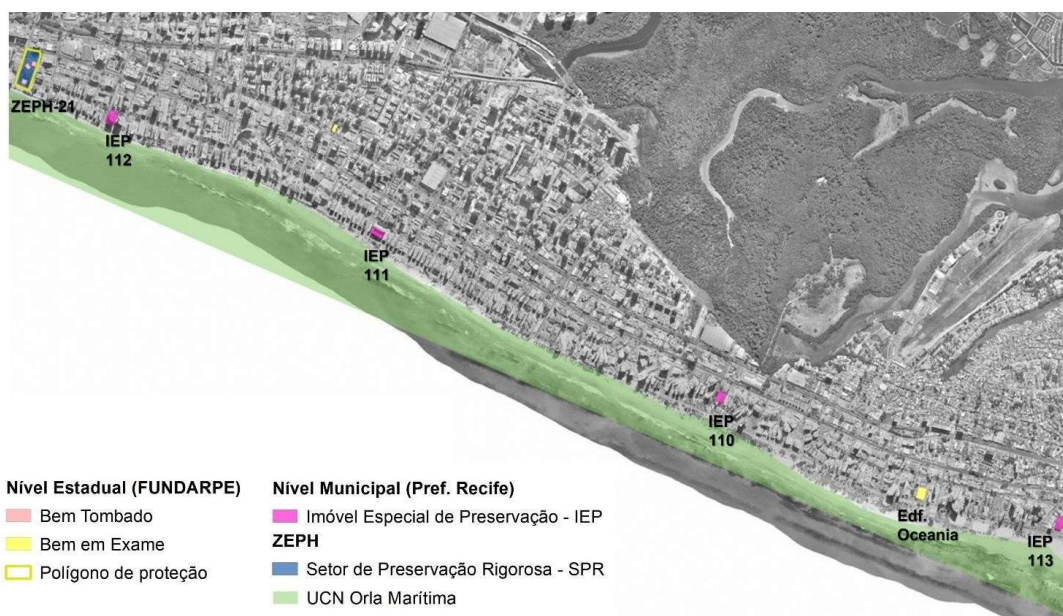 ZEPH-21
IEP
112
IEP
111
IEP
110
Edf.
Oceania
IEP
113
Nível Estadual (FUNDARPE)
Bem Tombado
Bem em Exame
Polígono de proteção
Nível Municipal (Pref. Recife)
Imóvel Especial de Preservação - IEP
ZEPH
Setor de Preservação Rigorosa - SPR
UCN Orla Marítima